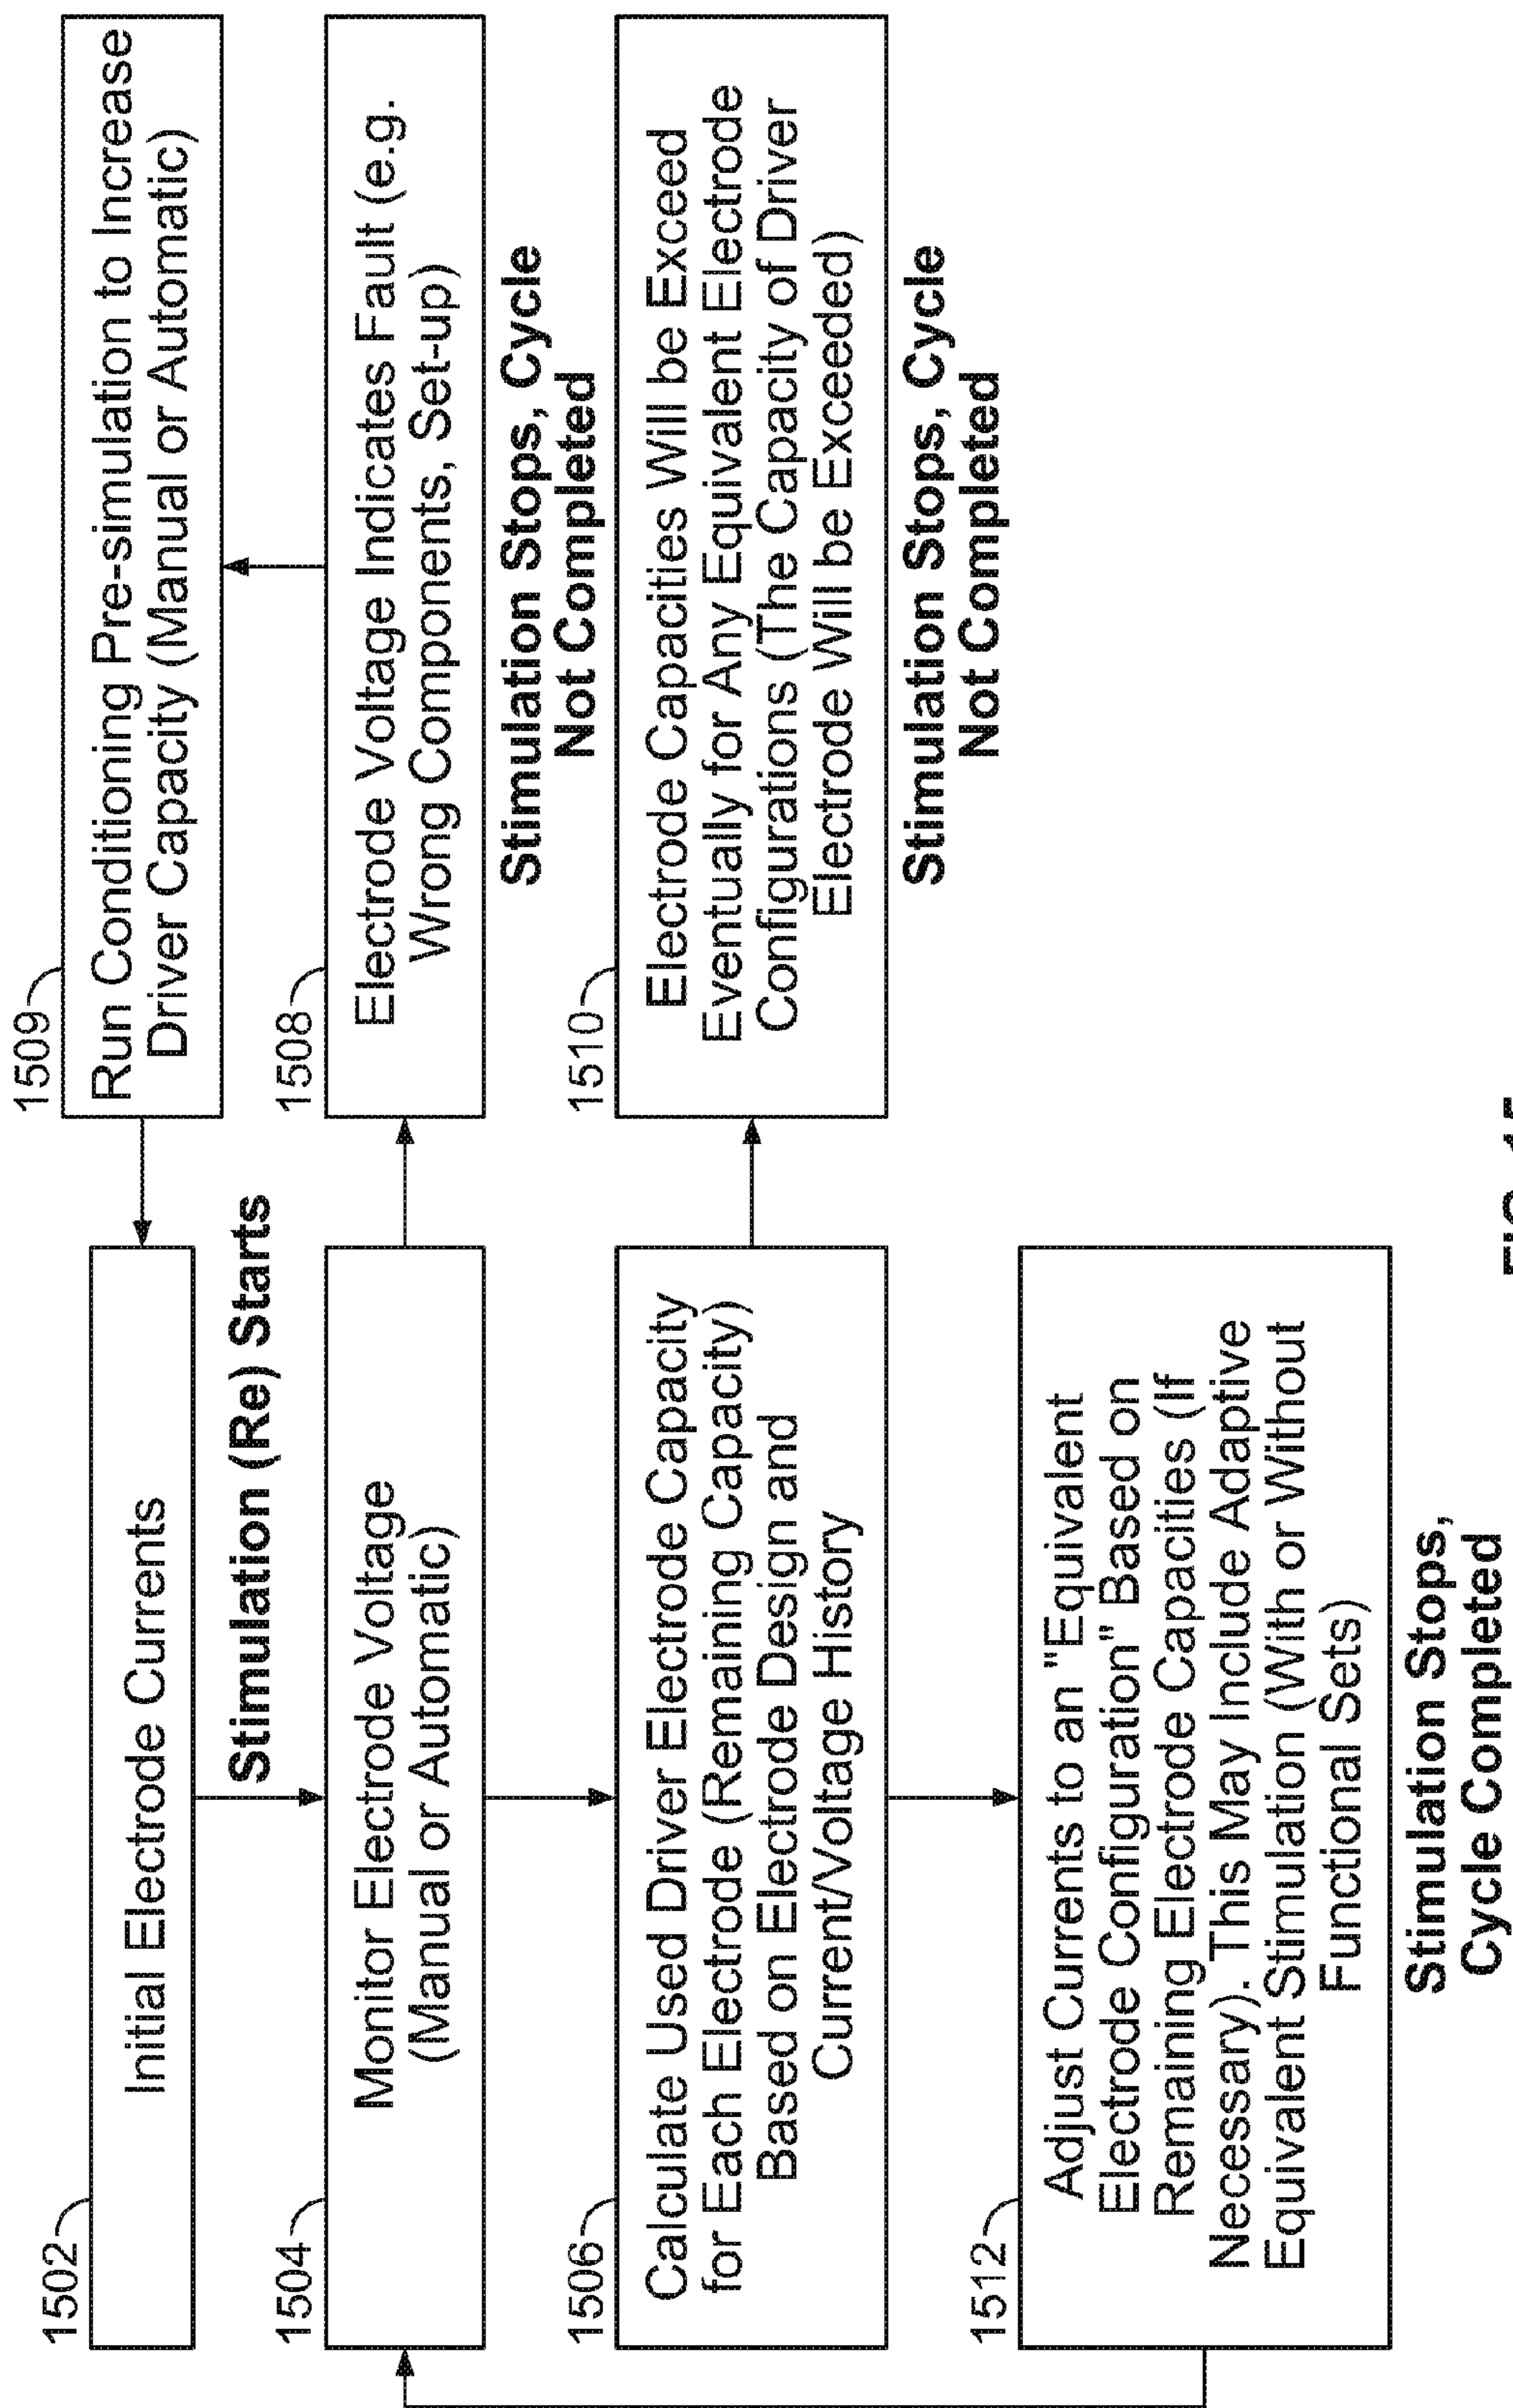 1502
Initial Electrode Currents
Stimulation (Re) Starts
1504
Monitor Electrode Voltage
(Manual or Automatic)
1506
Calculate Used Driver Electrode Capacity
for Each Electrode (Remaining Capacity)
Based on Electrode Design and
Current/Voltage History
1512
Adjust Currents to an "Equivalent
Electrode Configuration" Based on
Remaining Electrode Capacities (If
Necessary). This May Include Adaptive
Equivalent Stimulation (With or Without
Functional Sets)
Stimulation Stops,
Cycle Completed
1509
Run Conditioning Pre-simulation to Increase
Driver Capacity (Manual or Automatic)
1508
Electrode Voltage Indicates Fault (e.g.
Wrong Components, Set-up)
Stimulation Stops, Cycle
Not Completed
1510
Electrode Capacities Will be Exceed
Eventually for Any Equivalent Electrode
Configurations (The Capacity of Driver
Electrode Will be Exceeded)
Stimulation Stops, Cycle
Not Completed